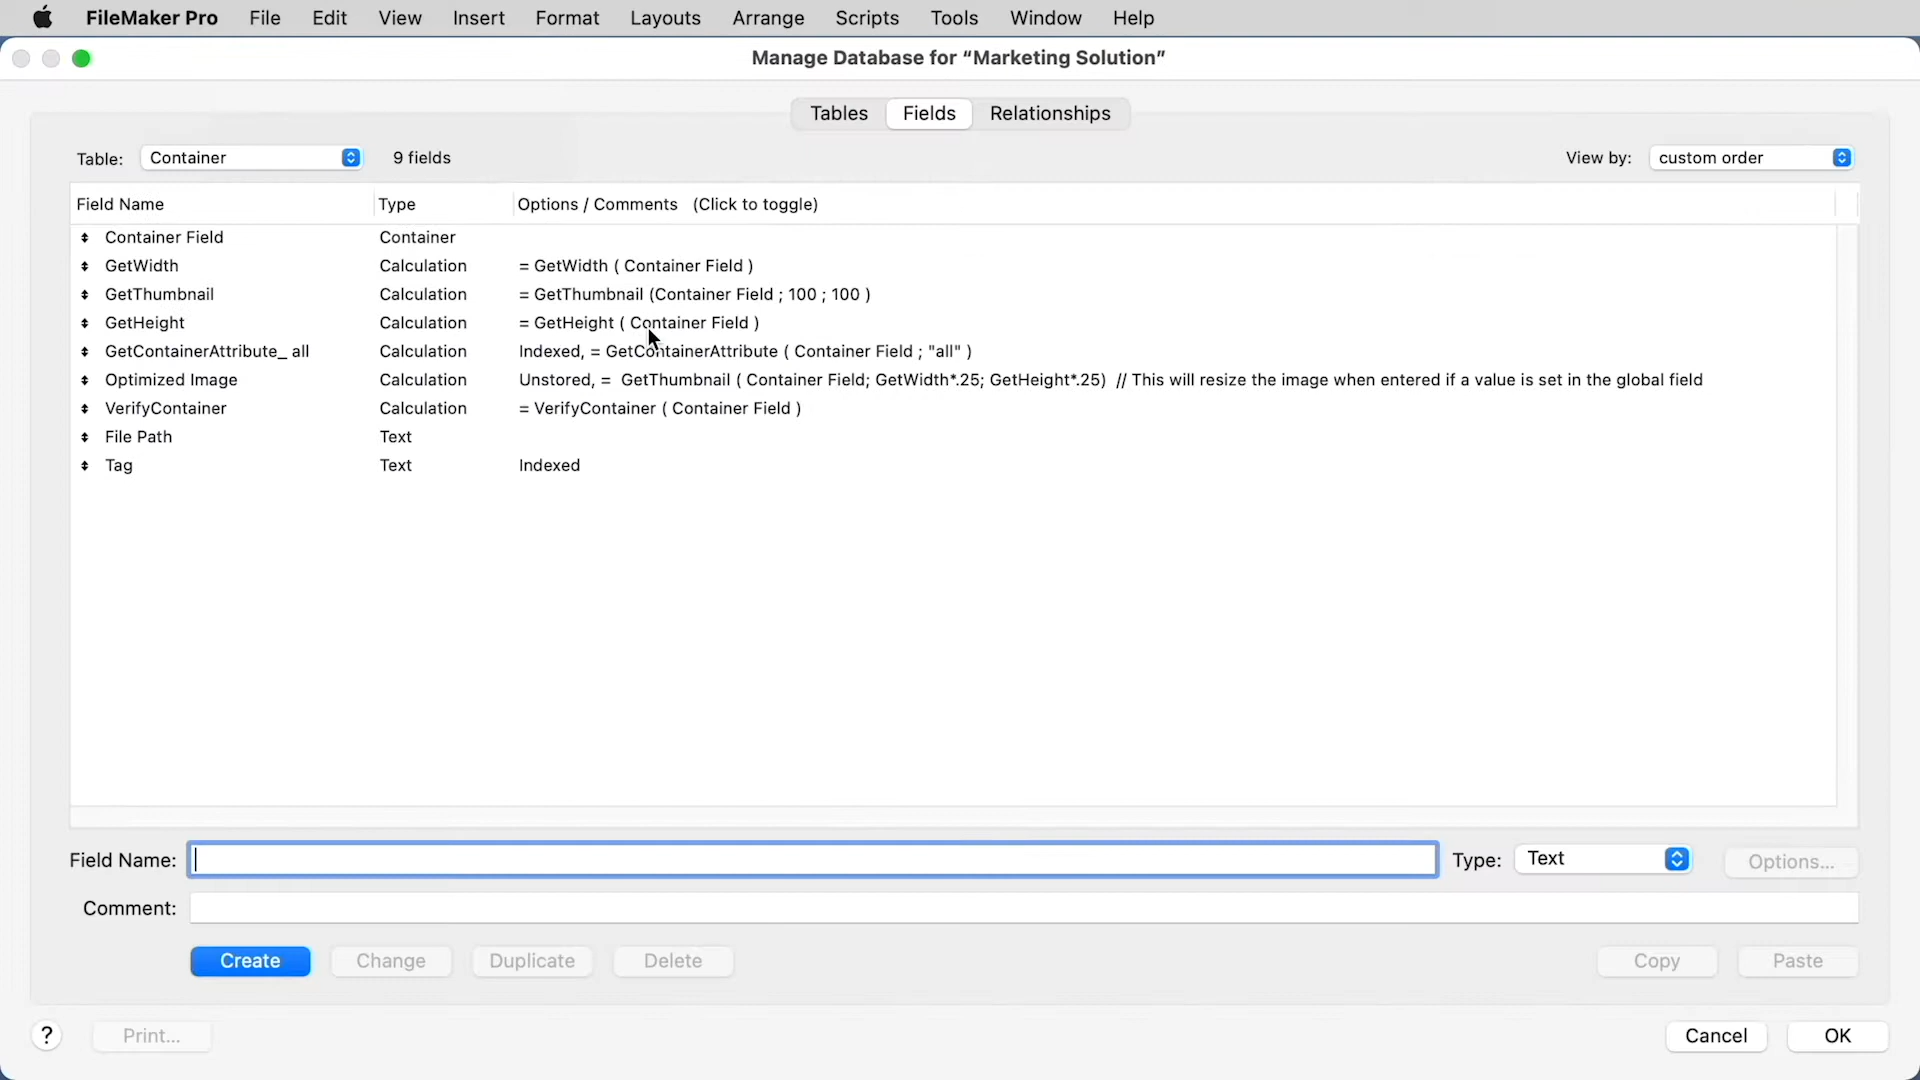 FileMaker Pro File Edit View Insert Format Layouts Arrange Scripts Tools Window Help
Manage Database for “Marketing Solution”
Tables Fields Relationships
Table: Container 9 fields View by: custom order
Field Name Type Options / Comments (Click to toggle)
Container Field Container
GetWidth Calculation = GetWidth ( Container Field )
GetThumbnail Calculation = GetThumbnail (Container Field ; 100 ; 100 )
GetHeight Calculation = GetHeight ( Container Field )
GetContainerAttribute_ all Calculation Indexed, = GetContainerAttribute ( Container Field ; "all" )
Optimized Image Calculation Unstored, = GetThumbnail ( Container Field; GetWidth*.25; GetHeight*.25) // This will resize the image when entered if a value is set in the global field
VerifyContainer Calculation = VerifyContainer ( Container Field )
File Path Text
Tag Text Indexed
Field Name: Type: Text Options...
Comment:
Create Change Duplicate Delete Copy Paste
? Print... Cancel OK